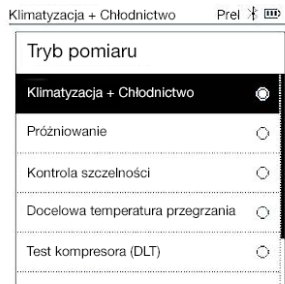 Klimatyzacja + Chłodnictwo Prel
Tryb pomiaru
Klimatyzacja + Chłodnictwo
Próżniowanie
Kontrola szczelności
Docelowa temperatura przegrzania
Test kompresora (DLT)